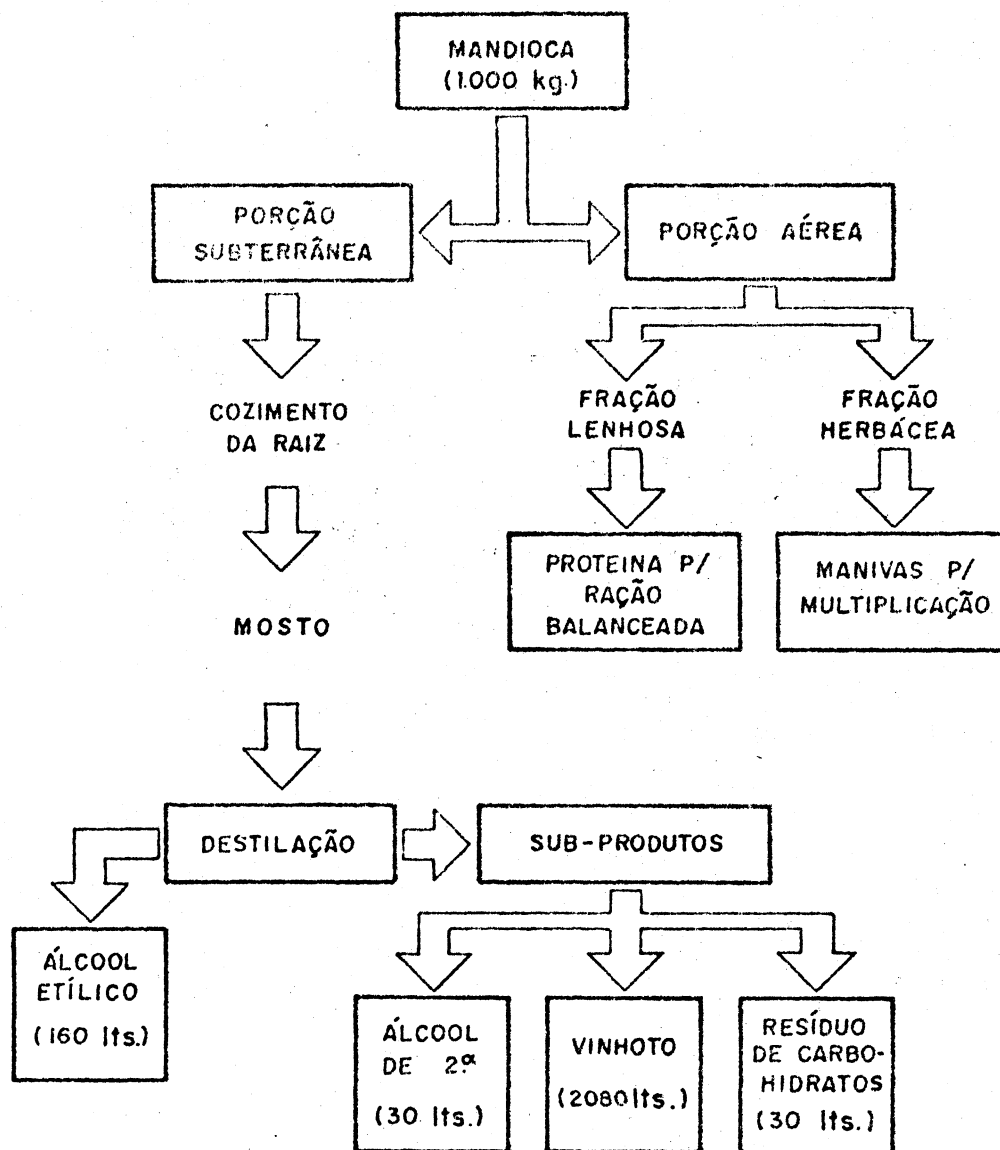 MANDIOCA
(1.000 kg.)
PORÇÃO
SUBTERRÂNEA
PORÇÃO AÉREA
COZIMENTO
DA RAIZ
FRAÇÃO
LENHOSA
FRAÇÃO
HERBÁCEA
PROTEINA P/
RAÇÃO
BALANCEADA
MANIVAS P/
MULTIPLICAÇÃO
MOSTO
DESTILAÇÃO
SUB-PRODUTOS
ÁLCOOL
ETÍLICO
(160 lts.)
ÁLCOOL
DE 2ª
(30 lts.)
VINHOTO
(2080 lts.)
RESÍDUO
DE CARBO-
HIDRATOS
(30 lts.)